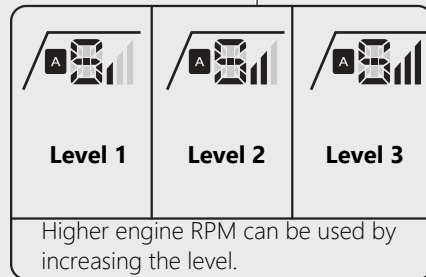 A S
A S
A S
Level 1
Level 2
Level 3
Higher engine RPM can be used by
increasing the level.